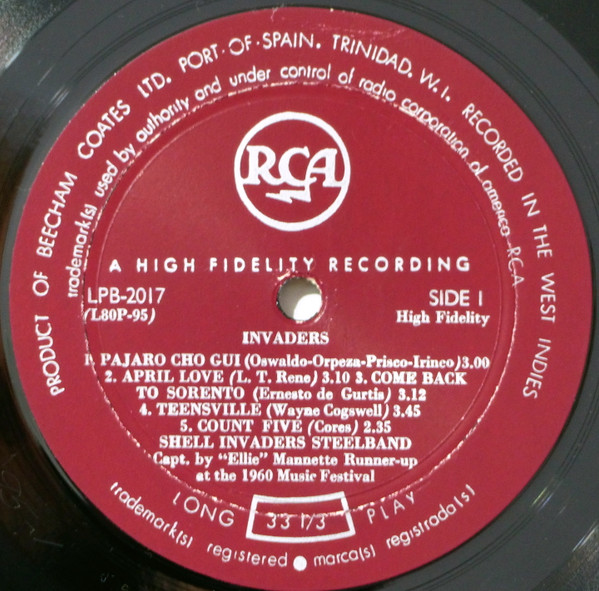 PRODUCT OF BEECHAM COATES LTD. PORT-OF-SPAIN. TRINIDAD. W.I. RECORDED IN THE WEST INDIES
trademark(s) used by authority and under control of radio corporation of america RCA
RCA
A HIGH FIDELITY RECORDING
LPB-2017 SIDE 1
(L80P-95) High Fidelity
INVADERS
1. PAJARO CHO GUI (Oswaldo-Orpeza-Prisco-Irinco)3.00
2. APRIL LOVE (L. T. Rene) 3.10 3. COME BACK
TO SORENTO (Ernesto de Gurtis) 3.12
4. TEENSVILLE (Wayne Cogswell) 3.45
5. COUNT FIVE (Cores) 2.35
SHELL INVADERS STEELBAND
Capt. by "Ellie" Mannette Runner-up
at the 1960 Music Festival
LONG 33 1/3 PLAY
trademark(s) registered ● marca(s) registrada(s)